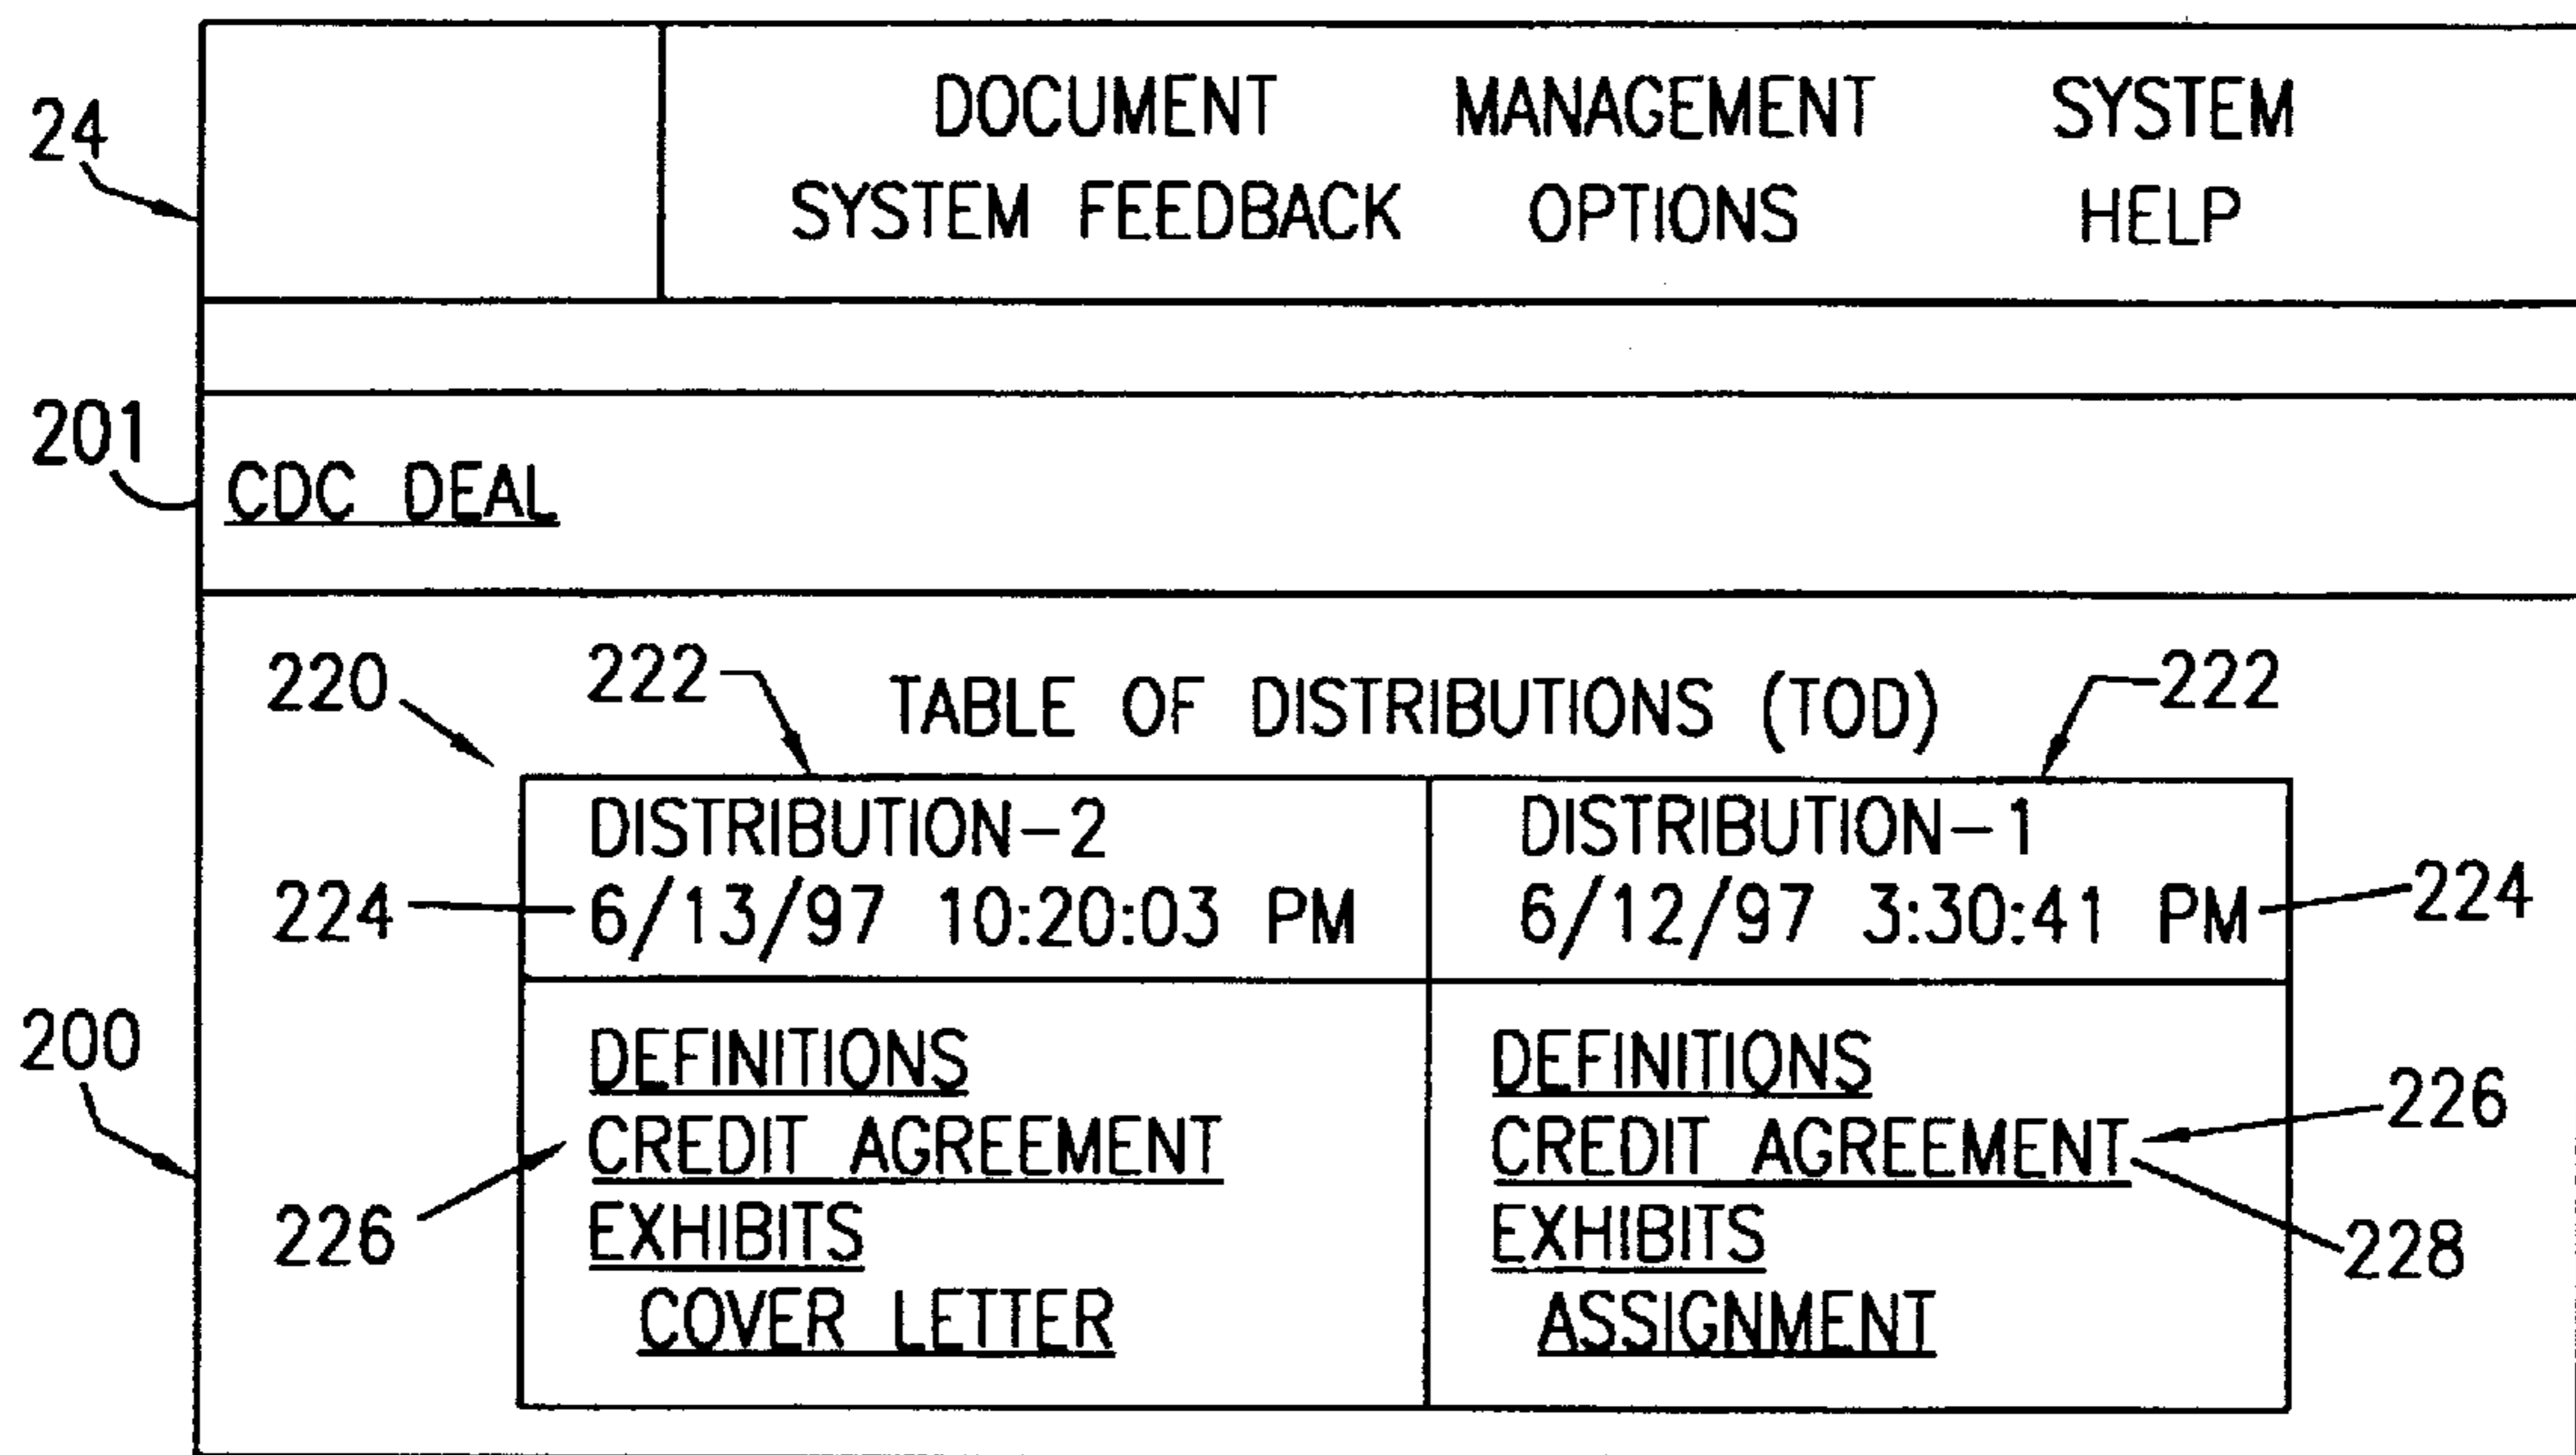 24
DOCUMENT MANAGEMENT SYSTEM
SYSTEM FEEDBACK OPTIONS HELP
201
CDC DEAL
220
222
TABLE OF DISTRIBUTIONS (TOD)
222
DISTRIBUTION-2
DISTRIBUTION-1
224
6/13/97 10:20:03 PM
6/12/97 3:30:41 PM
224
200
DEFINITIONS
CREDIT AGREEMENT
EXHIBITS
COVER LETTER
226
DEFINITIONS
CREDIT AGREEMENT
EXHIBITS
ASSIGNMENT
226
228